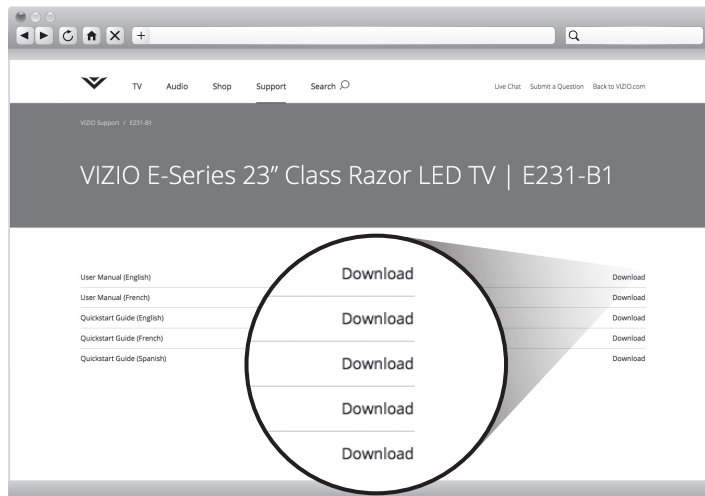 TV Audio Shop Support Search Live Chat Submit a Question Back to VIZIO.com
VIZIO Support / E231-B1
VIZIO E-Series 23” Class Razor LED TV | E231-B1
User Manual (English) Download
User Manual (French) Download
Quickstart Guide (English) Download
Quickstart Guide (French) Download
Quickstart Guide (Spanish) Download
Download
Download
Download
Download
Download